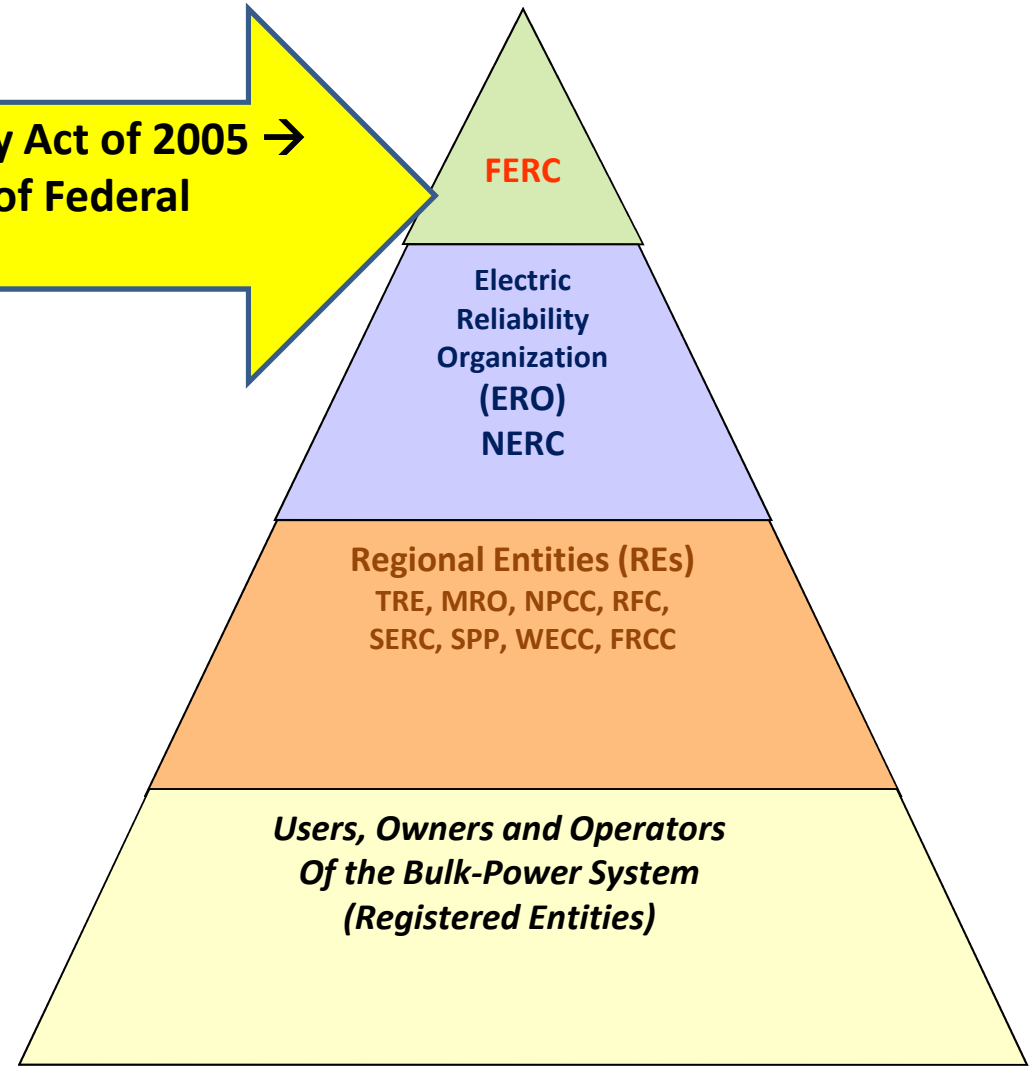 y Act of 2005 →
of Federal
FERC
Electric
Reliability
Organization
(ERO)
NERC
Regional Entities (REs)
TRE, MRO, NPCC, RFC,
SERC, SPP, WECC, FRCC
Users, Owners and Operators
Of the Bulk-Power System
(Registered Entities)